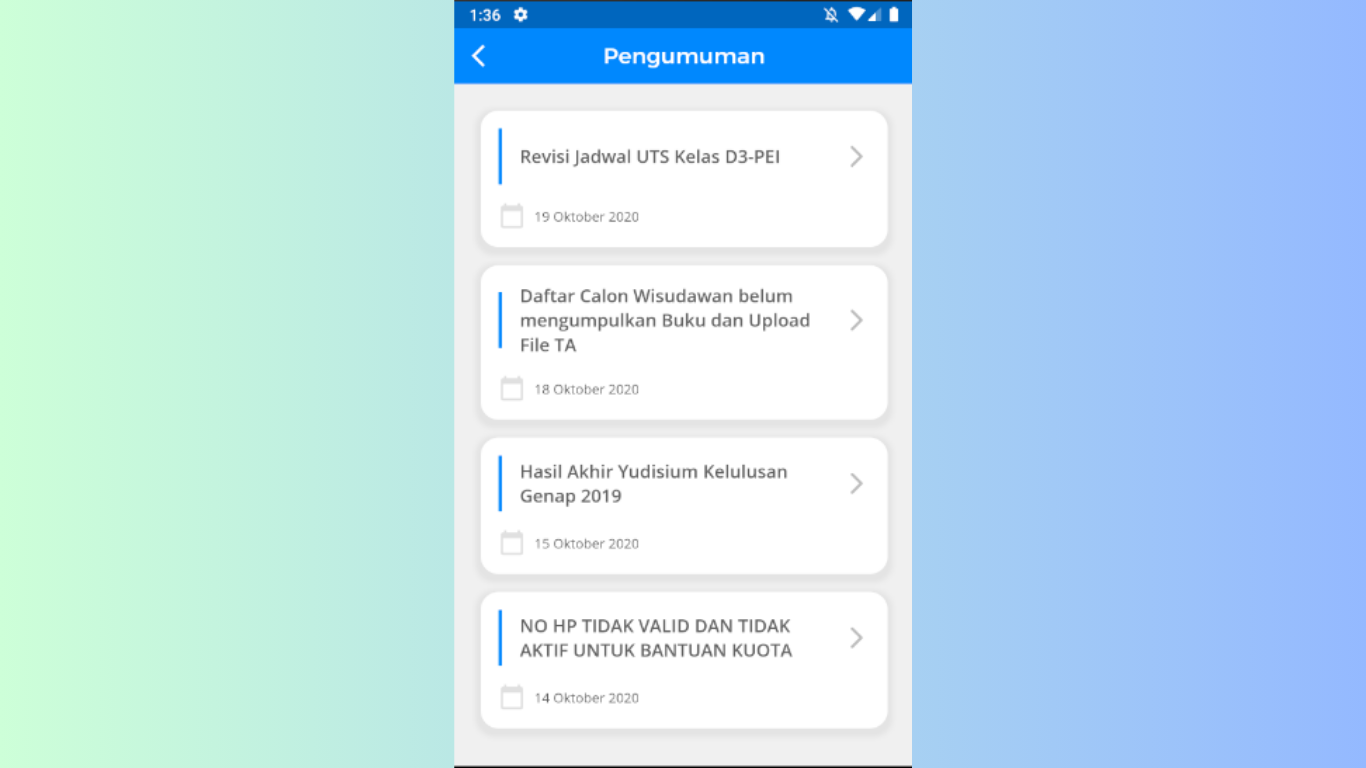 1:36
Pengumuman
Revisi Jadwal UTS Kelas D3-PEI
19 Oktober 2020
Daftar Calon Wisudawan belum
mengumpulkan Buku dan Upload
File TA
18 Oktober 2020
Hasil Akhir Yudisium Kelulusan
Genap 2019
15 Oktober 2020
NO HP TIDAK VALID DAN TIDAK
AKTIF UNTUK BANTUAN KUOTA
14 Oktober 2020